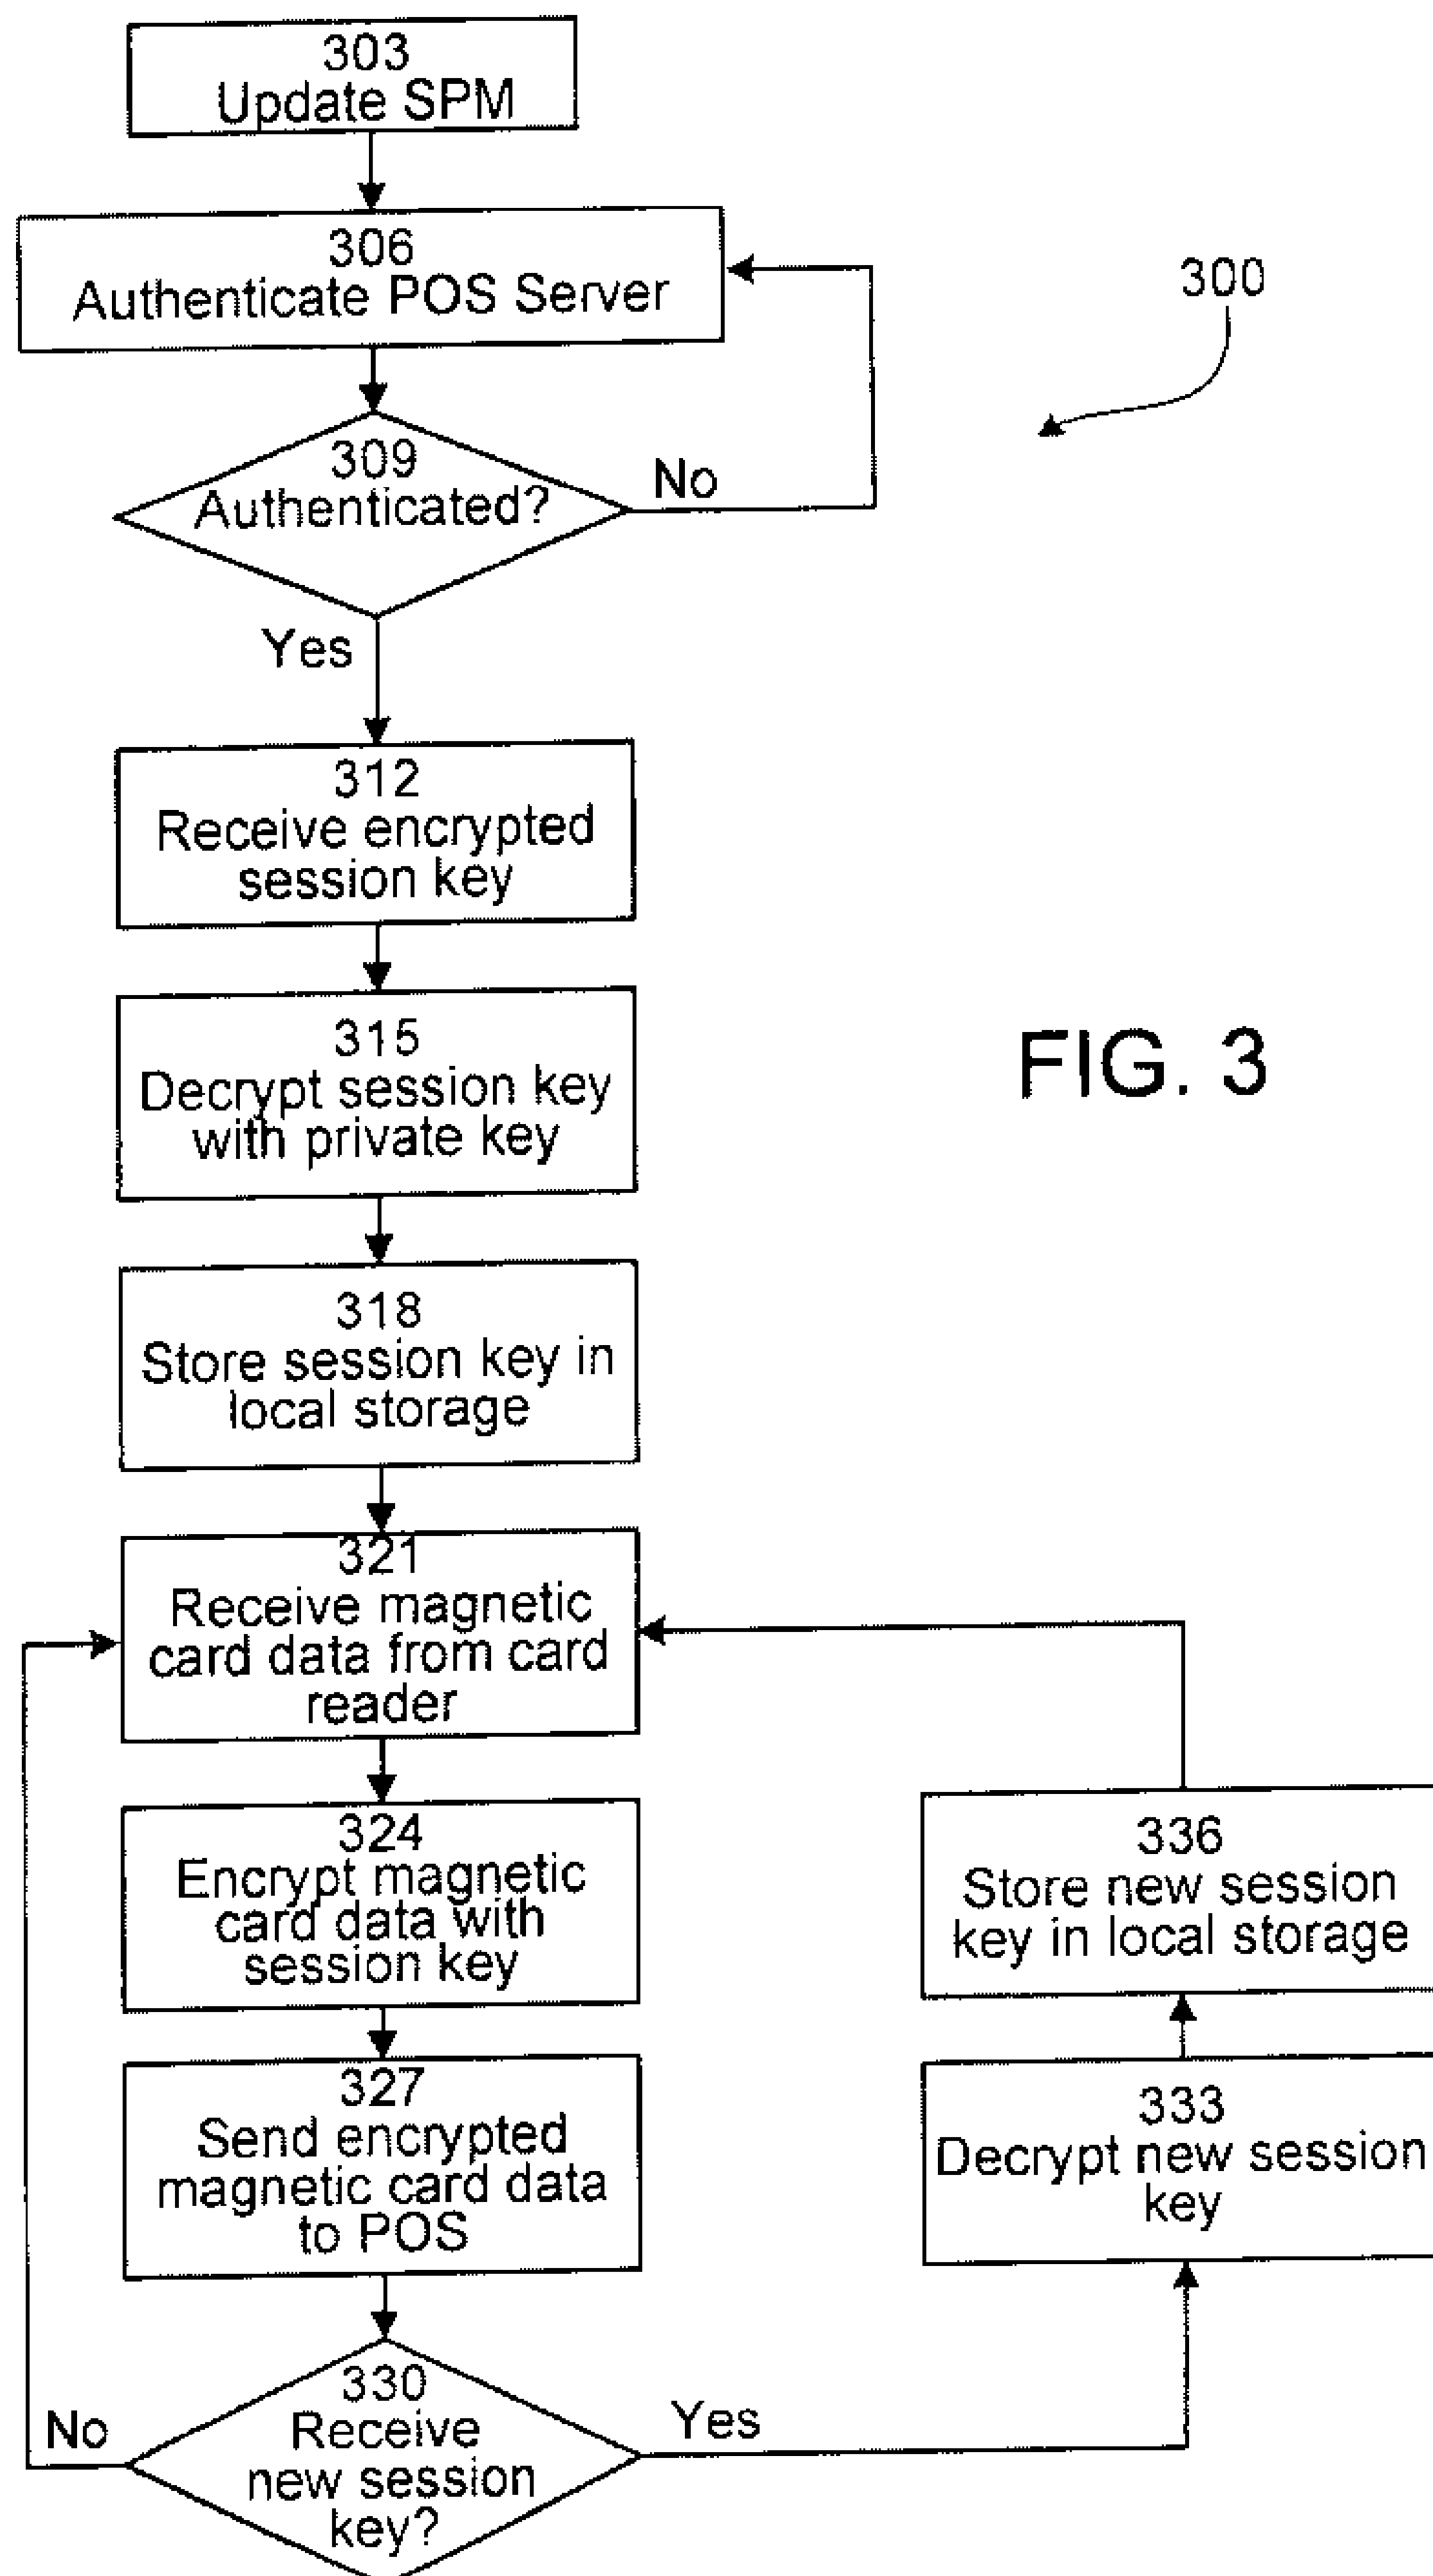 303
Update SPM
306
Authenticate POS Server
300
309
Authenticated?
No
Yes
312
Receive encrypted
session key
315
Decrypt session key
with private key
FIG. 3
318
Store session key in
local storage
321
Receive magnetic
card data from card
reader
324
Encrypt magnetic
card data with
session key
336
Store new session
key in local storage
327
Send encrypted
magnetic card data
to POS
333
Decrypt new session
key
330
Receive
new session
key?
No
Yes